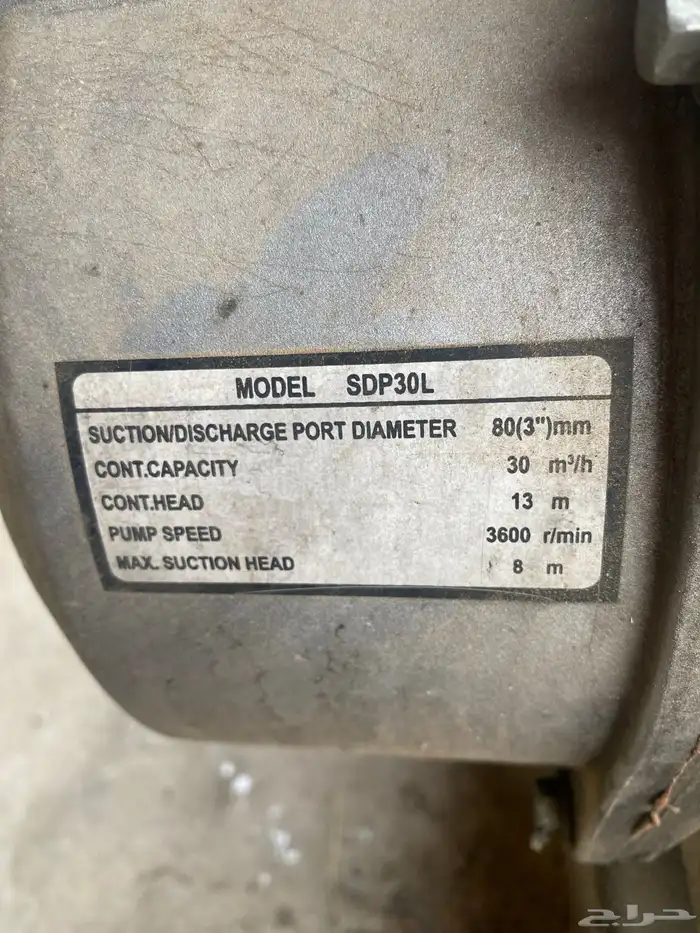 MODEL SDP30L
SUCTION/DISCHARGE PORT DIAMETER 80(3")mm
CONT.CAPACITY 30 m³/h
CONT.HEAD 13 m
PUMP SPEED 3600 r/min
MAX. SUCTION HEAD 8 m
حراج